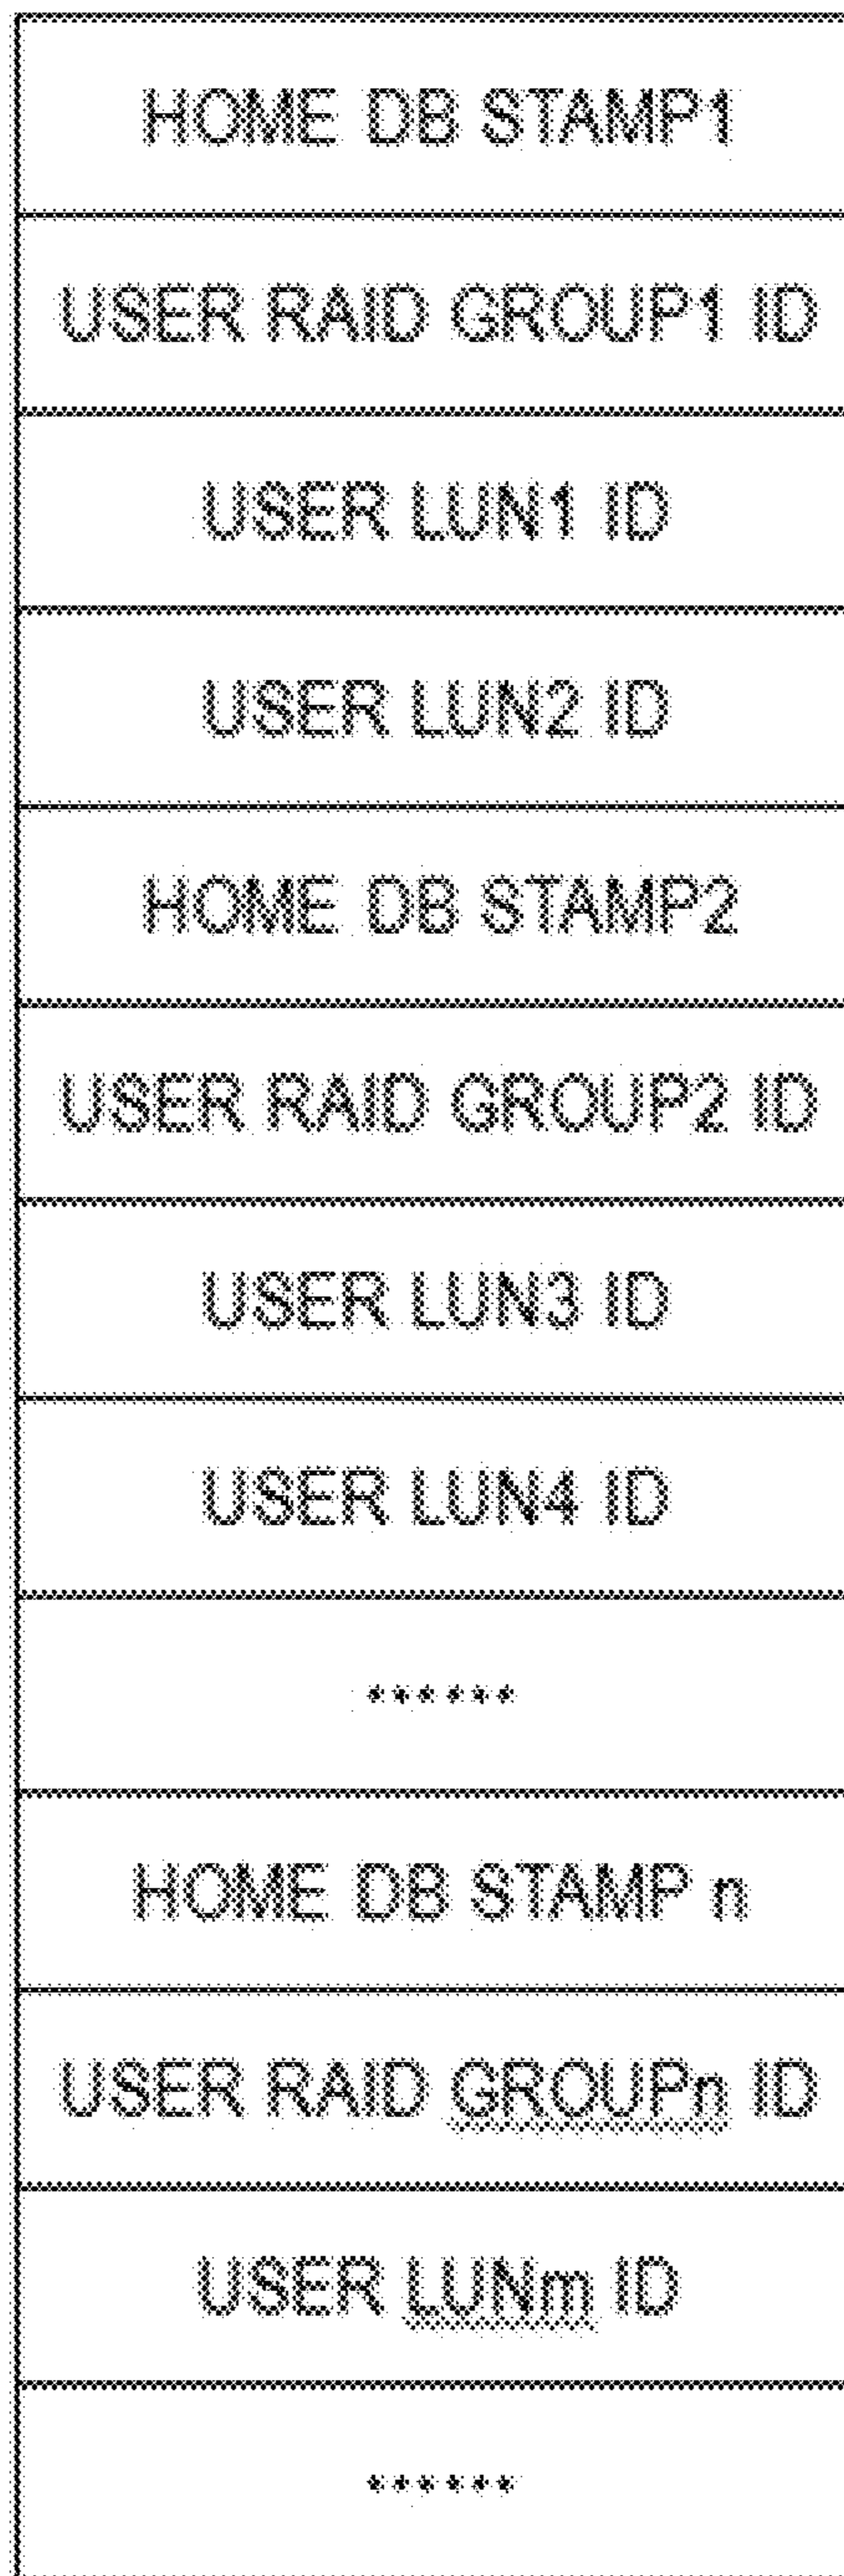 HOME DB STAMP1
USER RAID GROUP1 ID
USER LUN1 ID
USER LUN2 ID
HOME DB STAMP2
USER RAID GROUP2 ID
USER LUN3 ID
USER LUN4 ID
******
HOME DB STAMP n
USER RAID GROUPn ID
USER LUNm ID
******